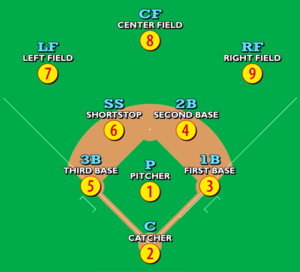 CF
CENTER FIELD
8
LF
LEFT FIELD
7
RF
RIGHT FIELD
9
SS
SHORTSTOP
6
2B
SECOND BASE
4
3B
THIRD BASE
5
P
PITCHER
1
1B
FIRST BASE
3
C
CATCHER
2